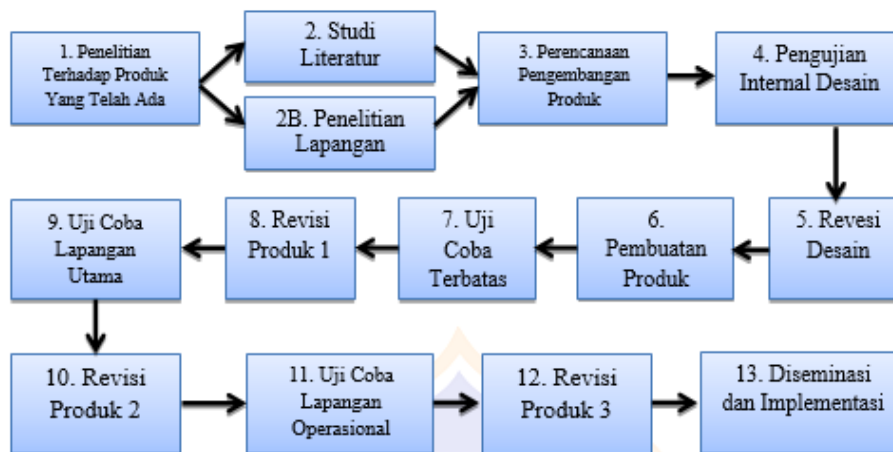 1. Penelitian
Terhadap Produk
Yang Telah Ada
2. Studi
Literatur
2B. Penelitian
Lapangan
3. Perencanaan
Pengembangan
Produk
4. Pengujian
Internal Desain
5. Revesi
Desain
6.
Pembuatan
Produk
7. Uji
Coba
Terbatas
8. Revisi
Produk 1
9. Uji Coba
Lapangan
Utama
10. Revisi
Produk 2
11. Uji Coba
Lapangan
Operasional
12. Revisi
Produk 3
13. Diseminasi
dan Implementasi